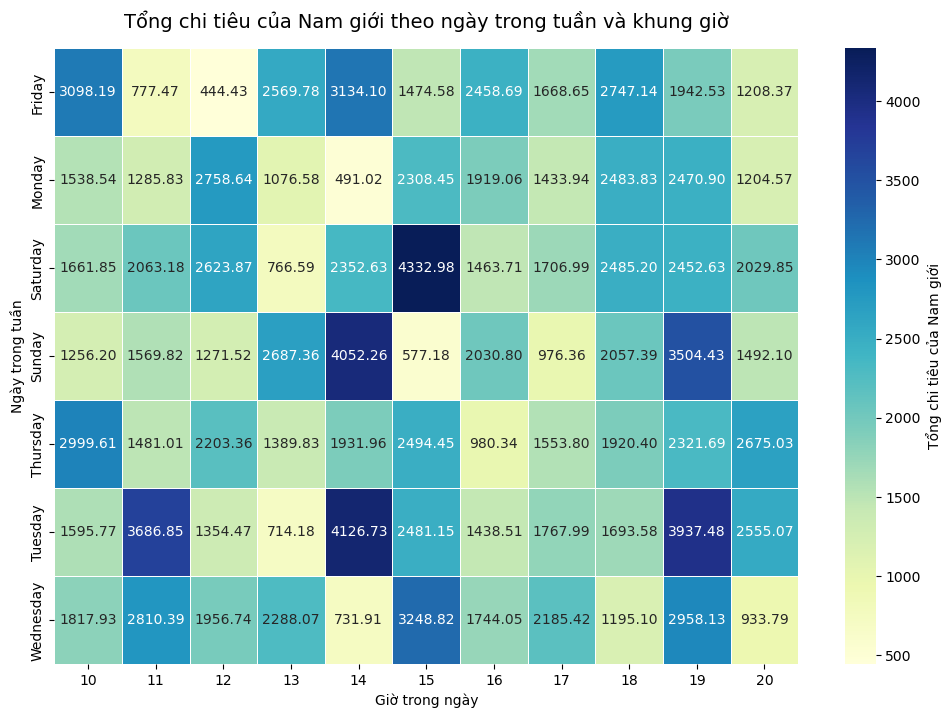 Tổng chi tiêu của Nam giới theo ngày trong tuần và khung giờ
Ngày trong tuần
Friday 3098.19 777.47 444.43 2569.78 3134.10 1474.58 2458.69 1668.65 2747.14 1942.53 1208.37
Monday 1538.54 1285.83 2758.64 1076.58 491.02 2308.45 1919.06 1433.94 2483.83 2470.90 1204.57
Saturday 1661.85 2063.18 2623.87 766.59 2352.63 4332.98 1463.71 1706.99 2485.20 2452.63 2029.85
Sunday 1256.20 1569.82 1271.52 2687.36 4052.26 577.18 2030.80 976.36 2057.39 3504.43 1492.10
Thursday 2999.61 1481.01 2203.36 1389.83 1931.96 2494.45 980.34 1553.80 1920.40 2321.69 2675.03
Tuesday 1595.77 3686.85 1354.47 714.18 4126.73 2481.15 1438.51 1767.99 1693.58 3937.48 2555.07
Wednesday 1817.93 2810.39 1956.74 2288.07 731.91 3248.82 1744.05 2185.42 1195.10 2958.13 933.79
10 11 12 13 14 15 16 17 18 19 20
Giờ trong ngày
4000
3500
3000
2500
2000
1500
1000
500
Tổng chi tiêu của Nam giới